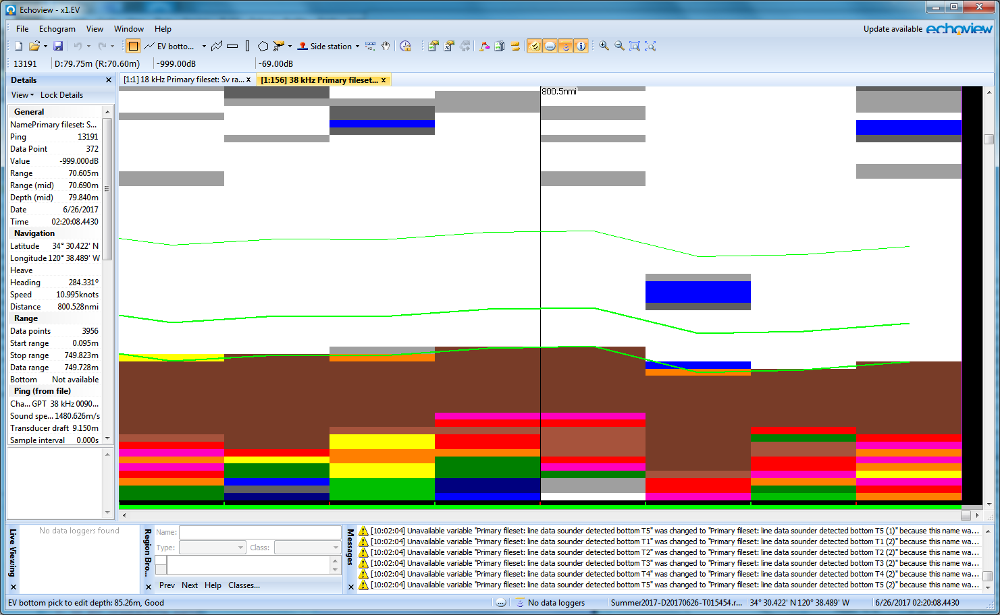 Echoview - x1.EV
File Echogram View Window Help
Update available echoview
EV botto... Side station
13191 D:79.75m (R:70.60m) -999.00dB -69.00dB
Details x
[1:1] 18 kHz Primary fileset: Sv ra... x [1:156] 38 kHz Primary fileset... x
View Lock Details
800.5nmi
General
NamePrimary fileset: S...
Ping 13191
Data Point 372
Value -999.000dB
Range 70.605m
Range (mid) 70.690m
Depth (mid) 79.840m
Date 6/26/2017
Time 02:20:08.4430
Navigation
Latitude 34° 30.422' N
Longitude 120° 38.489' W
Heave
Heading 284.331º
Speed 10.995knots
Distance 800.528nmi
Range
Data points 3956
Start range 0.095m
Stop range 749.823m
Data range 749.728m
Bottom Not available
Ping (from file)
Cha... GPT 38 kHz 0090...
Sound spe... 1480.626m/s
Transducer draft 9.150m
Sample interval 0.000s
Live Viewing
No data loggers found
Region Bro...
Name:
Type: Class:
Prev Next Help Classes...
Messages
[10:02:04] Unavailable variable "Primary fileset: line data sounder detected bottom T5" was changed to "Primary fileset: line data sounder detected bottom T5 (1)" because this name wa...
[10:02:04] Unavailable variable "Primary fileset: line data sounder detected bottom T1" was changed to "Primary fileset: line data sounder detected bottom T1 (2)" because this name wa...
[10:02:04] Unavailable variable "Primary fileset: line data sounder detected bottom T2" was changed to "Primary fileset: line data sounder detected bottom T2 (2)" because this name wa...
[10:02:04] Unavailable variable "Primary fileset: line data sounder detected bottom T3" was changed to "Primary fileset: line data sounder detected bottom T3 (2)" because this name wa...
[10:02:04] Unavailable variable "Primary fileset: line data sounder detected bottom T4" was changed to "Primary fileset: line data sounder detected bottom T4 (2)" because this name wa...
[10:02:04] Unavailable variable "Primary fileset: line data sounder detected bottom T5" was changed to "Primary fileset: line data sounder detected bottom T5 (2)" because this name wa...
EV bottom pick to edit depth: 85.26m, Good
No data loggers
Summer2017-D20170626-T015454.r...
34° 30.422' N 120° 38.489' W
6/26/2017 02:20:08.4430